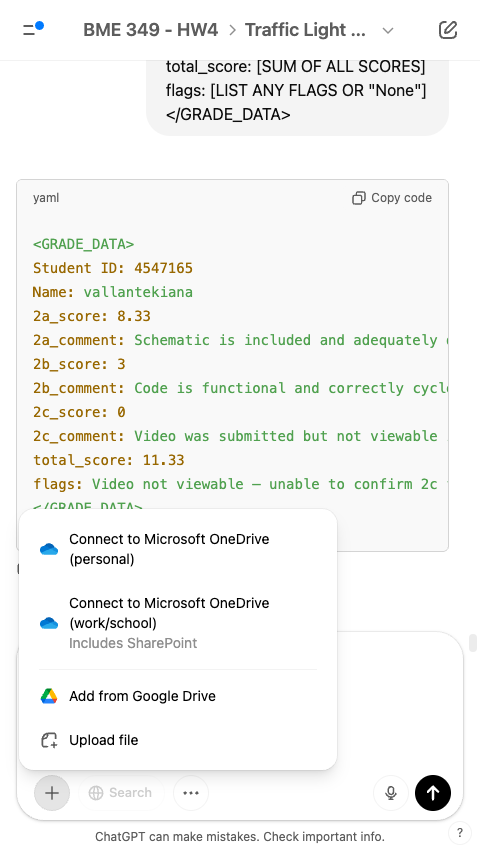 BME 349 - HW4 > Traffic Light ...
total_score: [SUM OF ALL SCORES]
flags: [LIST ANY FLAGS OR "None"]
</GRADE_DATA>
yaml
Copy code
<GRADE_DATA>
Student ID: 4547165
Name: vallantekiana
2a_score: 8.33
2a_comment: Schematic is included and adequately
2b_score: 3
2b_comment: Code is functional and correctly cycl
2c_score: 0
2c_comment: Video was submitted but not viewable
total_score: 11.33
flags: Video not viewable — unable to confirm 2c
</GRADE_DATA>
Connect to Microsoft OneDrive
(personal)
Connect to Microsoft OneDrive
(work/school)
Includes SharePoint
Add from Google Drive
Upload file
Search
ChatGPT can make mistakes. Check important info.
?